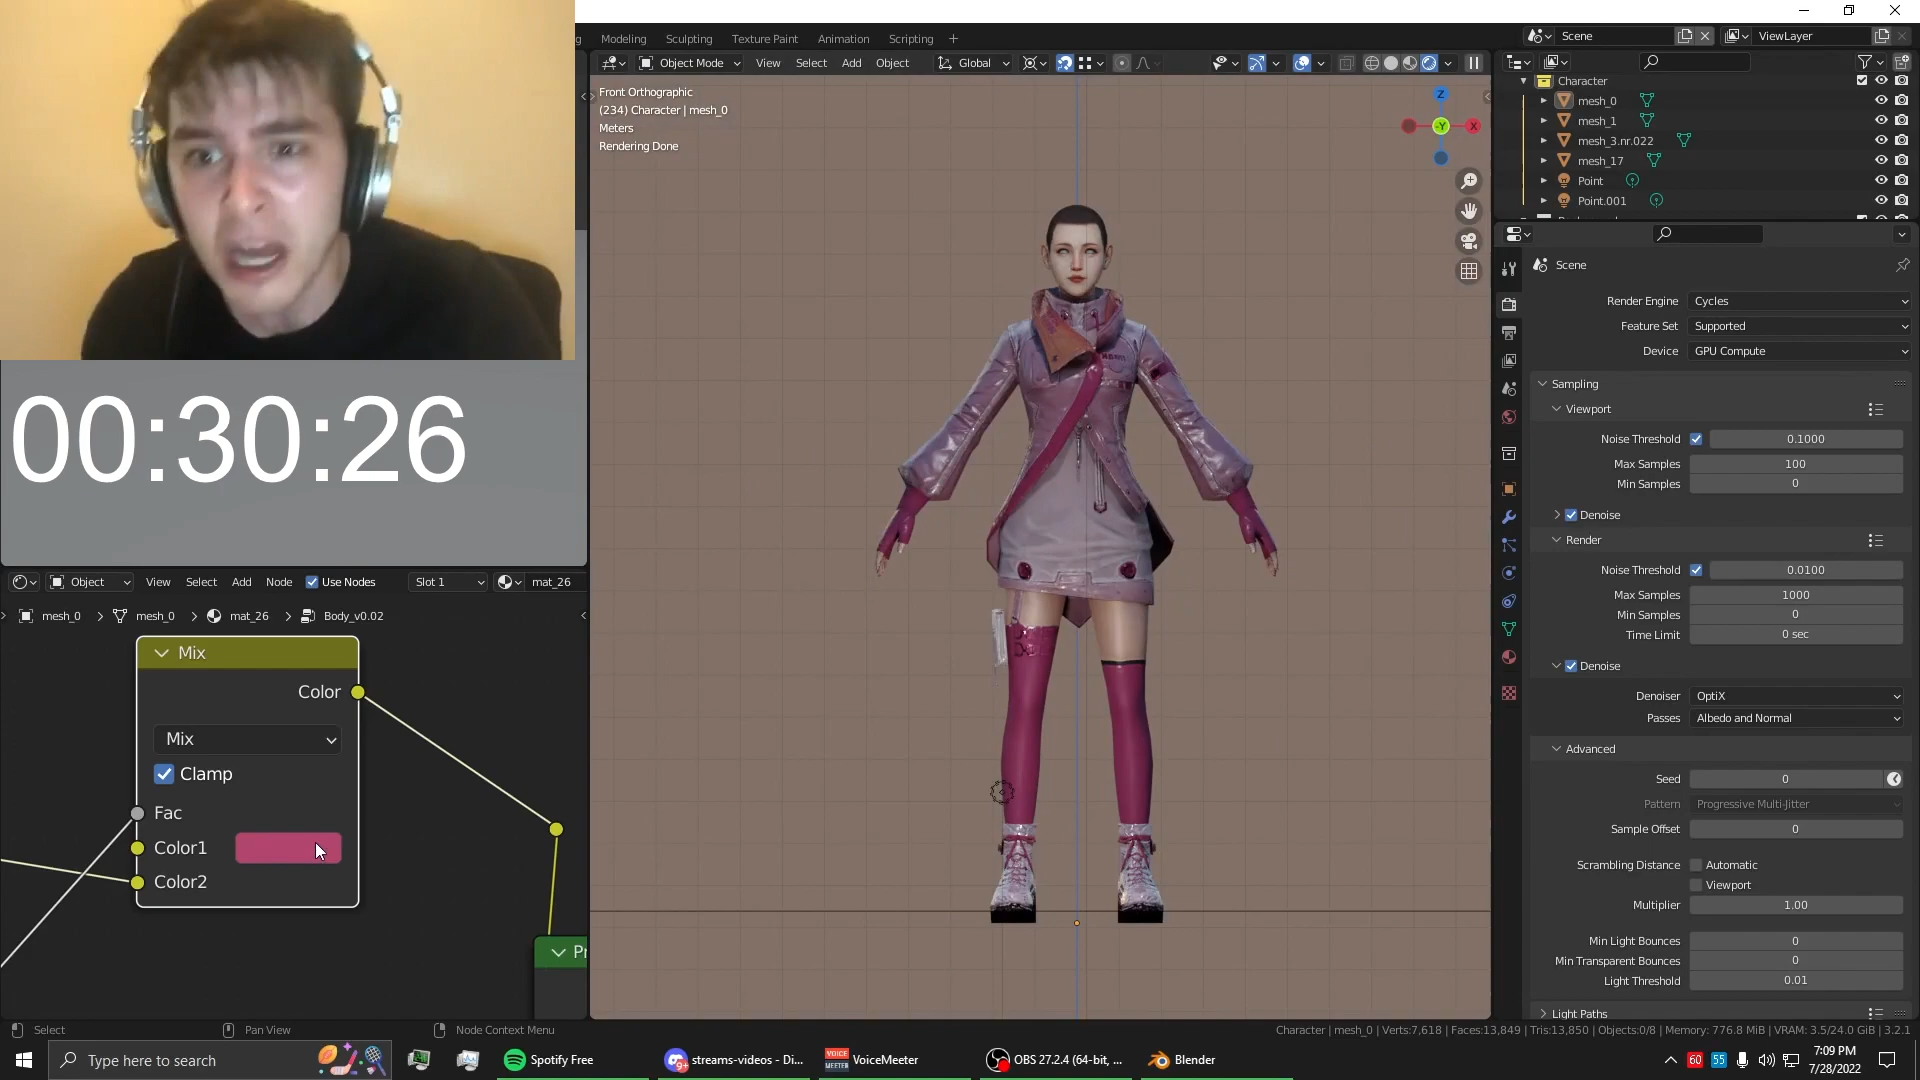 Modeling Sculpting Texture Paint Animation Scripting
Scene
ViewLayer
Object Mode View Select Add Object Global
Front Orthographic
(234) Character | mesh_0
Meters
Rendering Done
Z
-Y
X
Character
mesh_0
mesh_1
mesh_3.nr.022
mesh_17
Point
Point.001
Scene
Render Engine Cycles
Feature Set Supported
Device GPU Compute
Sampling
Viewport
Noise Threshold 0.1000
Max Samples 100
Min Samples 0
Denoise
Render
Noise Threshold 0.0100
Max Samples 1000
Min Samples 0
Time Limit 0 sec
Denoise
Denoiser OptiX
Passes Albedo and Normal
Advanced
Seed 0
Pattern Progressive Multi-Jitter
Sample Offset 0
Scrambling Distance Automatic
Viewport
Multiplier 1.00
Min Light Bounces 0
Min Transparent Bounces 0
Light Threshold 0.01
Light Paths
00:30:26
Object View Select Add Node Use Nodes Slot 1 mat_26
mesh_0 mesh_0 mat_26 Body_v0.02
Mix
Color
Mix
Clamp
Fac
Color1
Color2
Pr
Select Pan View Node Context Menu
Character | mesh_0 | Verts:7,618 | Faces:13,849 | Tris:13,850 | Objects:0/8 | Memory: 776.8 MiB | VRAM: 3.5/24.0 GiB | 3.2.1
Type here to search
Spotify Free
9+
streams-videos - Di...
VOICE MEETER
VoiceMeeter
OBS 27.2.4 (64-bit, ...
Blender
60 55
7:09 PM
7/28/2022